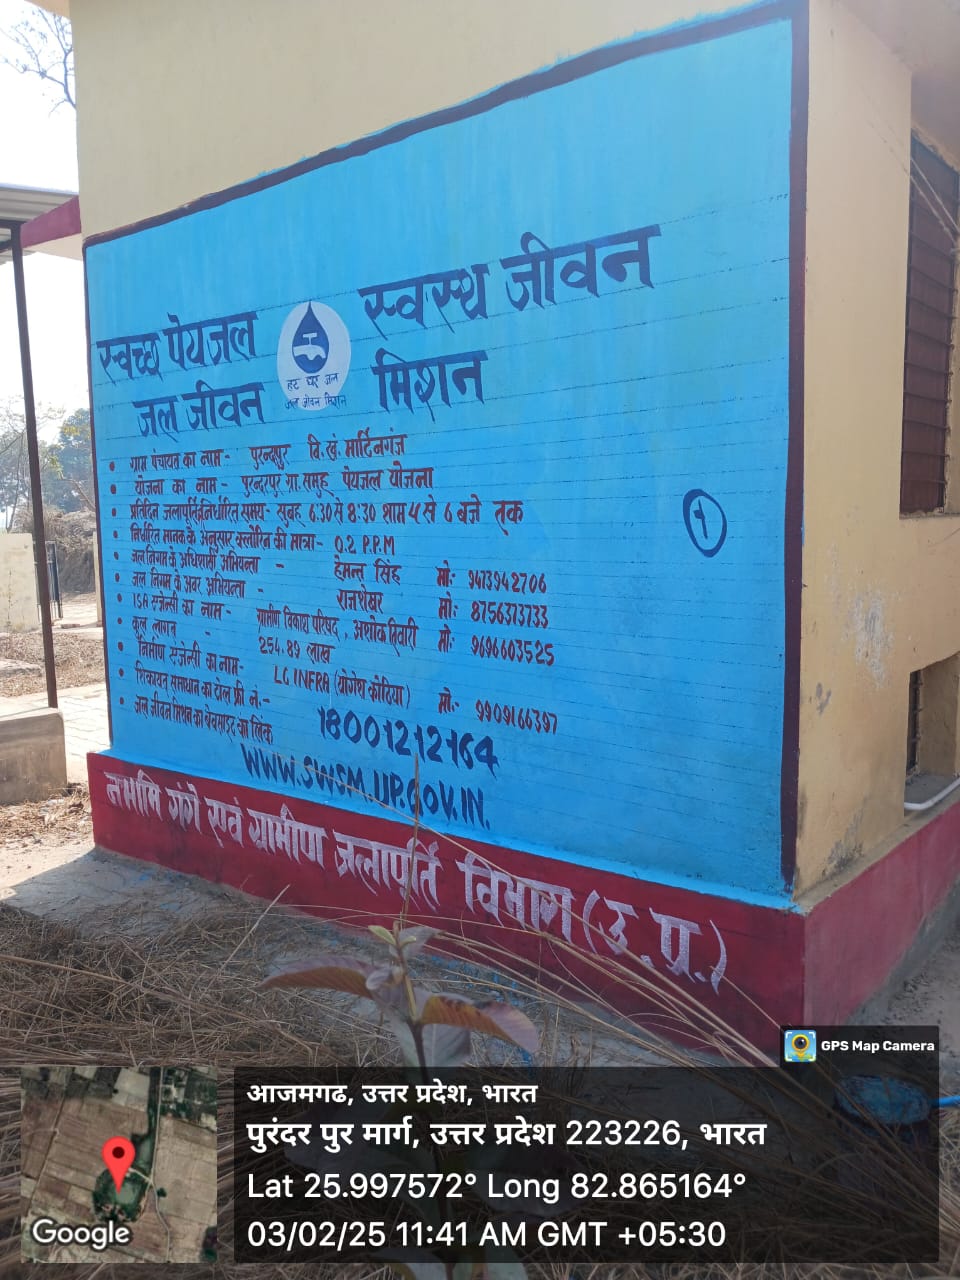 स्वच्छ पेयजल स्वस्थ जीवन
जल जीवन मिशन
हर घर जल
जल जीवन मिशन
• ग्राम पंचायत का नाम - पुरन्दरपुर वि.खं. मार्टिनगंज
• योजना का नाम - पुरन्दरपुर ग्रा. समुह पेयजल योजना
• प्रतिदिन जलापूर्ति निर्धारित समय - सुबह 6:30 से 8:30 शाम 4 से 6 बजे तक
• निर्धारित मानक के अनुसार क्लोरिन की मात्रा - 0.2 P.P.M
• जल निगम के अधिशासी अभियन्ता - हेमन्त सिंह मो:- 9473942706
• जल निगम के अवर अभियन्ता - राजशेखर मो: 8756373733
• ISA एजेन्सी का नाम - ग्रामीण विकाश परिषद, अशोक तिवारी मो: 9696603525
• कुल लागत - 254.89 लाख
• निर्माण एजेन्सी का नाम - LG INFRA (योगेश कोठिया) मो:- 9909166397
• शिकायत समाधान का टोल फ्री नं. - 18001212164
• जल जीवन मिशन का वेबसाइट का लिंक
WWW.SWSM.UP.GOV.IN.
1
नमामि गंगे एवं ग्रामीण जलापूर्ति विभाग (उ.प्र.)
GPS Map Camera
आजमगढ, उत्तर प्रदेश, भारत
पुरंदर पुर मार्ग, उत्तर प्रदेश 223226, भारत
Lat 25.997572° Long 82.865164°
03/02/25 11:41 AM GMT +05:30
Google